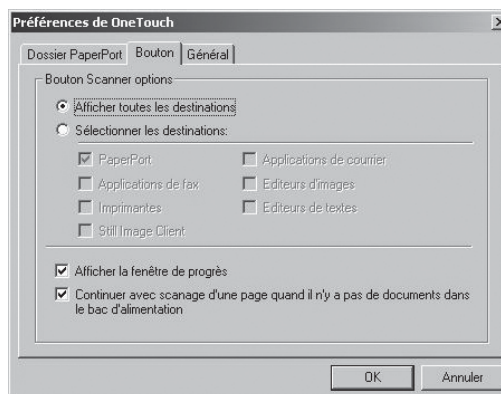 Préférences de OneTouch
Dossier PaperPort Bouton Général
Bouton Scanner options
Afficher toutes les destinations
Sélectionner les destinations:
PaperPort Applications de courrier
Applications de fax Editeurs d'images
Imprimantes Editeurs de textes
Still Image Client
Afficher la fenêtre de progrès
Continuer avec scanage d'une page quand il n'y a pas de documents dans
le bac d'alimentation
OK Annuler